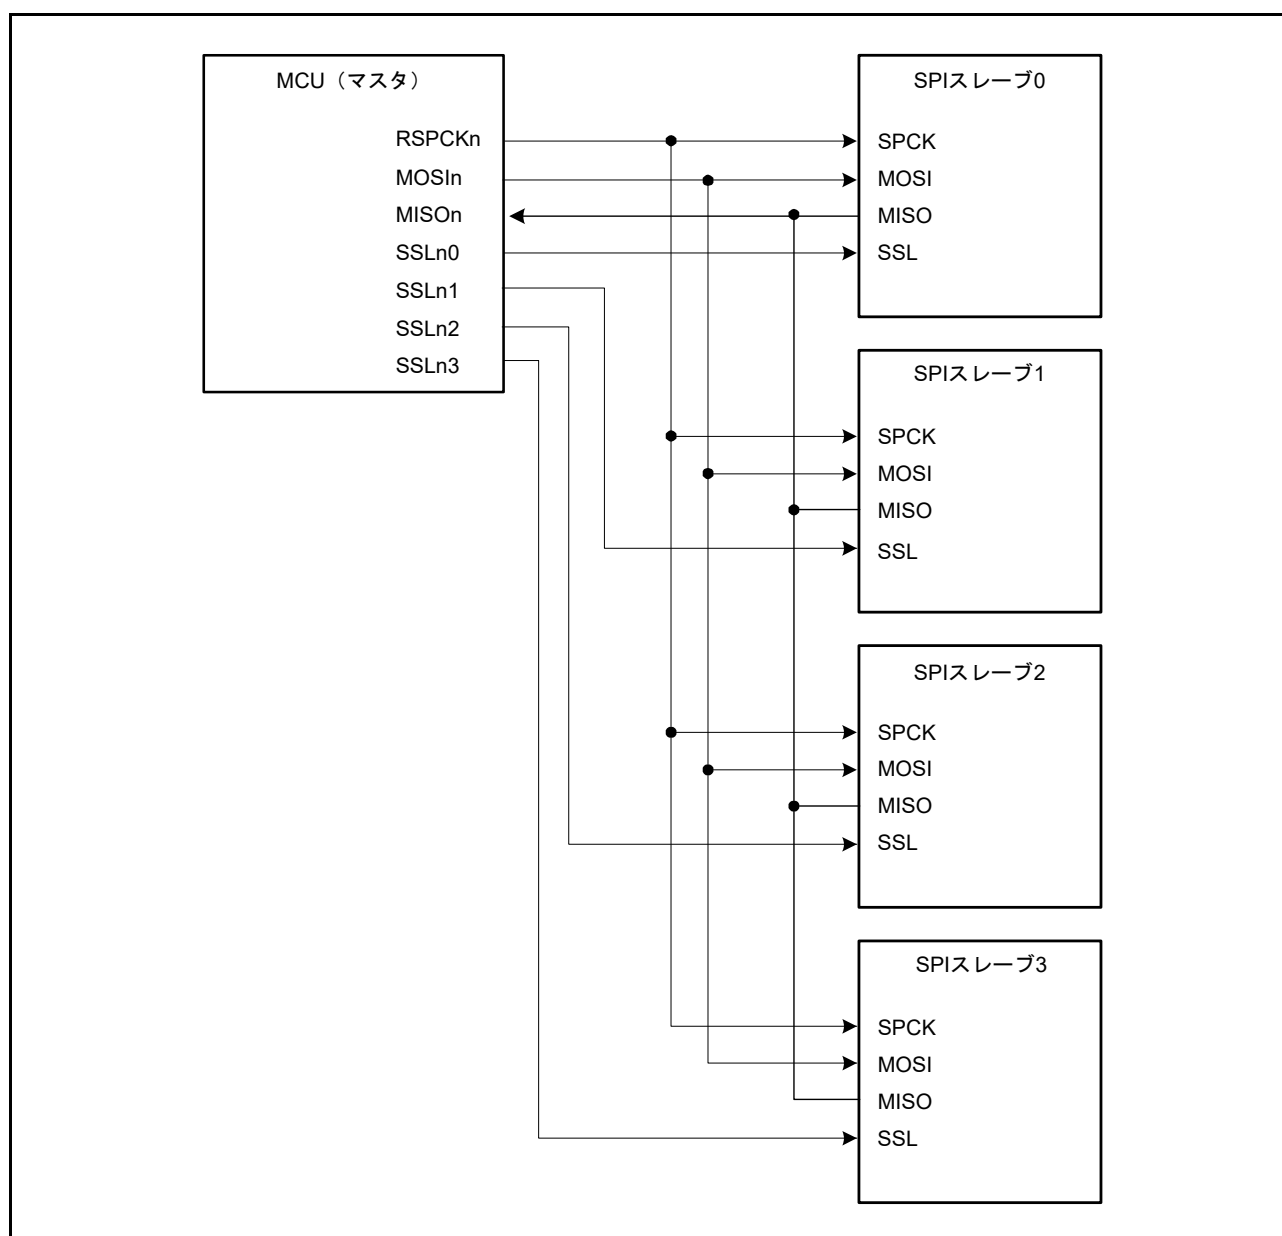 MCU（マスタ）
RSPCKn
MOSIn
MISOn
SSLn0
SSLn1
SSLn2
SSLn3
SPIスレーブ0
SPCK
MOSI
MISO
SSL
SPIスレーブ1
SPCK
MOSI
MISO
SSL
SPIスレーブ2
SPCK
MOSI
MISO
SSL
SPIスレーブ3
SPCK
MOSI
MISO
SSL